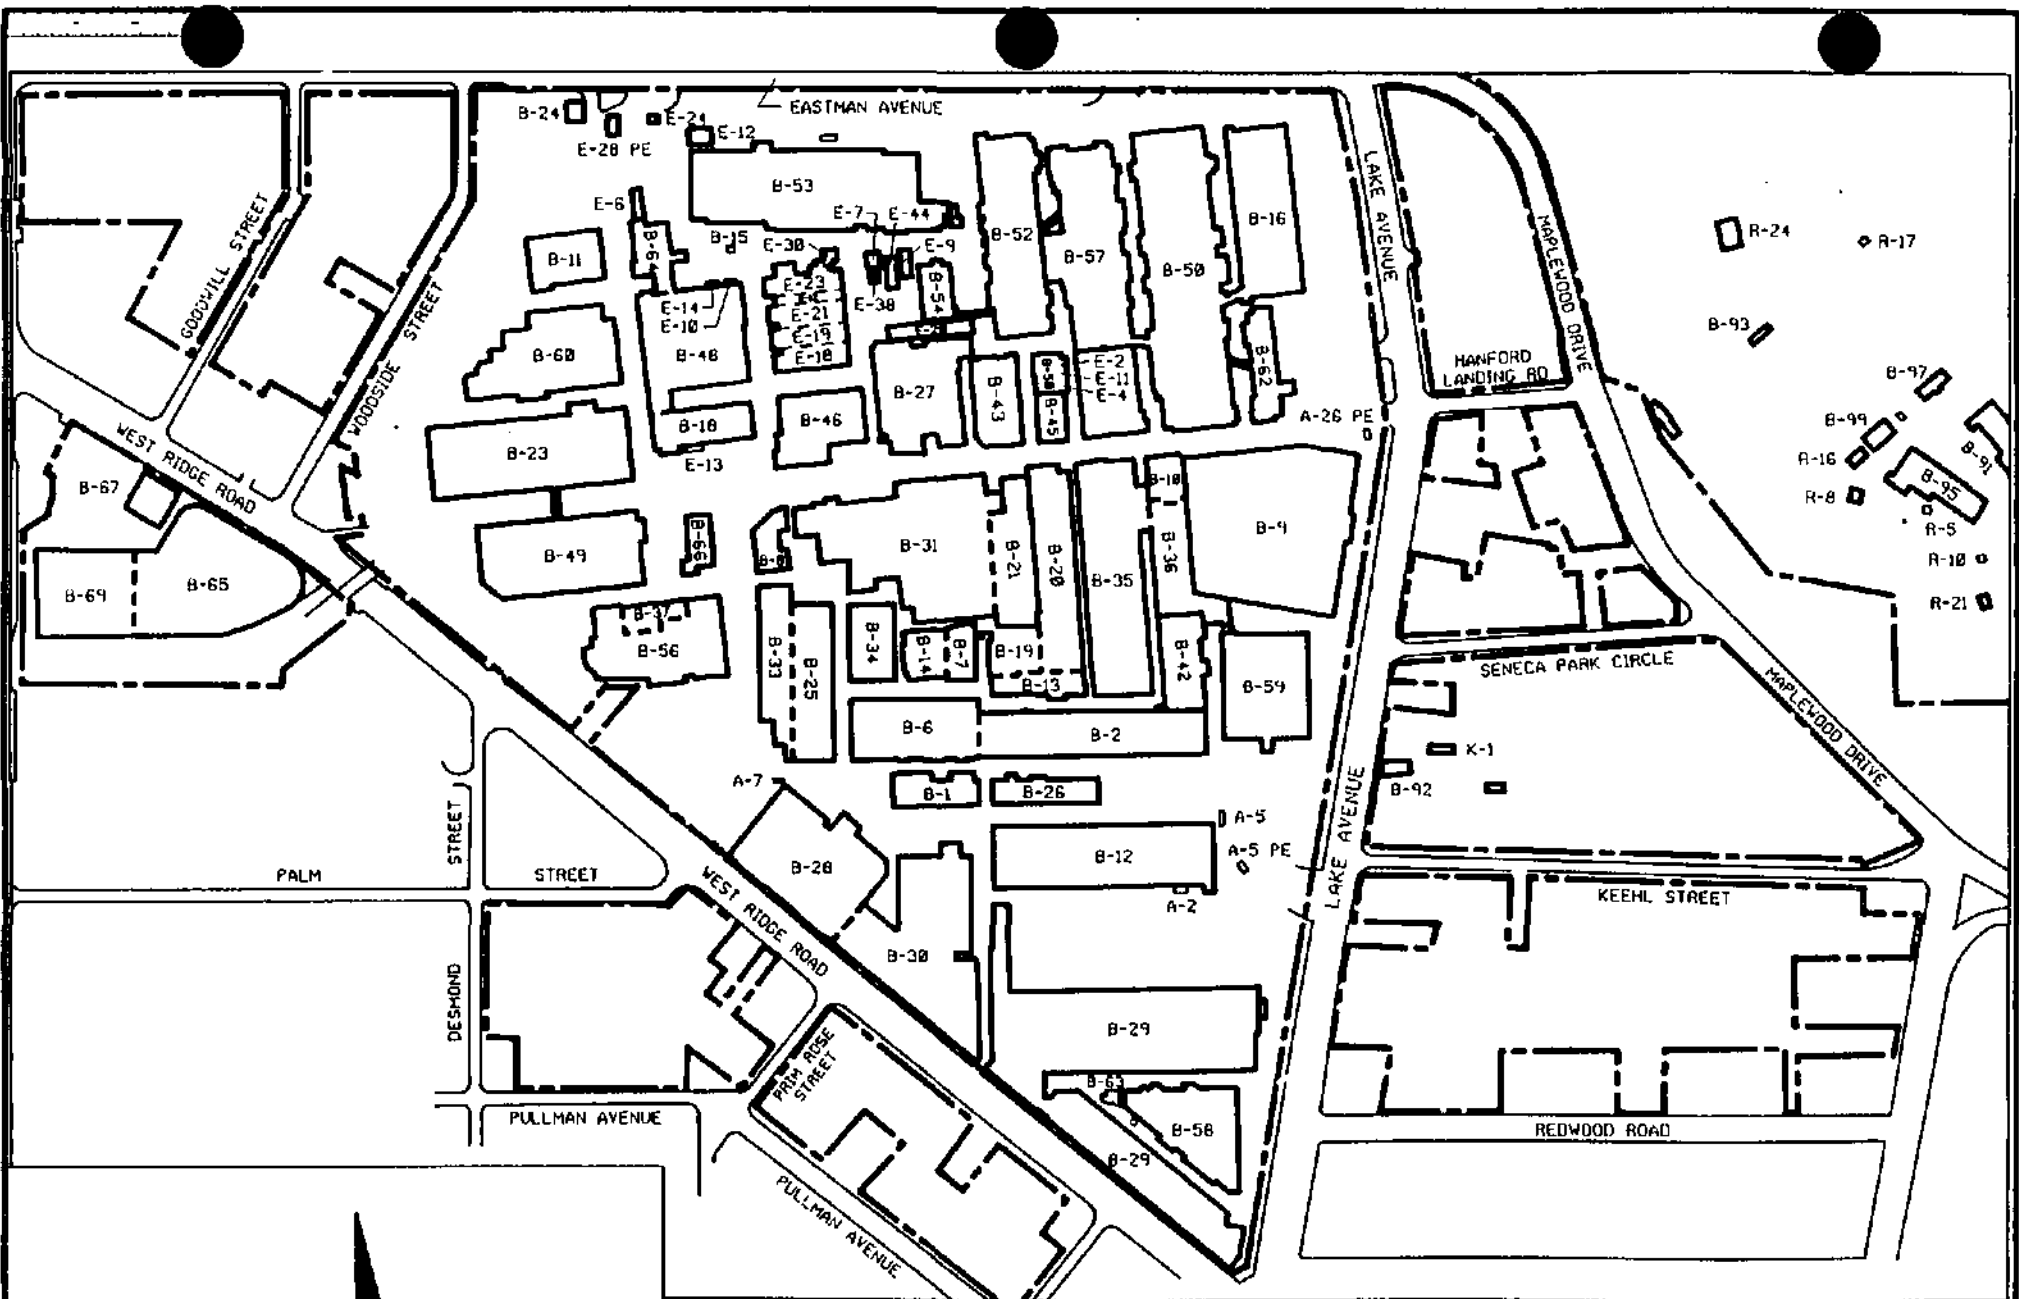 EASTMAN AVENUE
B-24
E-24
E-28 PE
E-12
B-53
E-6
B-64
B-15
E-7
E-44
E-30
E-9
B-11
B-52
B-57
B-50
B-16
LAKE AVENUE
MAPLEWOOD DRIVE
R-24
R-17
GOODWILL STREET
WOODSIDE STREET
E-23
E-21
E-19
E-18
E-38
B-54
E-14
E-10
B-60
B-48
B-27
B-43
B-45
E-2
E-11
E-4
B-62
HANFORD
LANDING RD
B-93
B-97
B-99
B-91
B-95
R-16
R-8
R-5
R-10
R-21
A-26 PE
WEST RIDGE ROAD
B-23
B-18
E-13
B-46
B-67
B-49
B-66
B-8
B-31
B-21
B-20
B-35
B-10
B-36
B-9
B-69
B-65
B-37
B-56
B-33
B-25
B-34
B-14
B-7
B-19
B-13
B-42
B-59
SENECA PARK CIRCLE
MAPLEWOOD DRIVE
B-6
B-2
K-1
B-92
A-7
B-1
B-26
A-5
A-5 PE
B-12
A-2
B-28
LAKE AVENUE
PALM
STREET
STREET
DESMOND
WEST RIDGE ROAD
KEEHL STREET
B-30
B-29
PRIM ROSE
STREET
B-63
B-58
B-29
PULLMAN AVENUE
PULLMAN AVENUE
REDWOOD ROAD